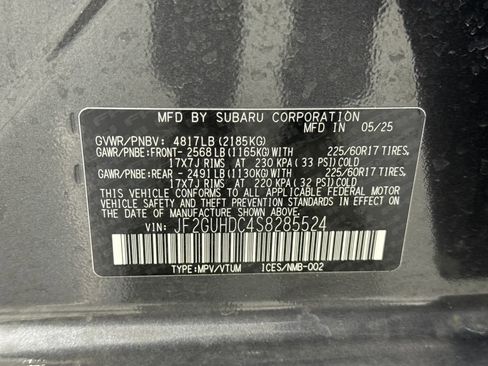 MFD BY SUBARU CORPORATION
MFD IN 05/25
GVWR/PNBV: 4817LB (2185KG)
GAWR/PNBE:FRONT- 2568LB (1165KG) WITH 225/60R17 TIRES,
17X7J RIMS AT 230 KPA (33 PSI)COLD
GAWR/PNBE:REAR - 2491LB (1130KG) WITH 225/60R17 TIRES,
17X7J RIMS AT 220 KPA (32 PSI)COLD
THIS VEHICLE CONFORMS TO ALL APPLICABLE FEDERAL MOTOR
VEHICLE SAFETY AND THEFT PREVENTION STANDARDS IN EFFECT
ON THE DATE OF MANUFACTURE SHOWN ABOVE.
VIN: JF2GUHDC4S8285524
TYPE:MPV/VTUM ICES/NMB-002